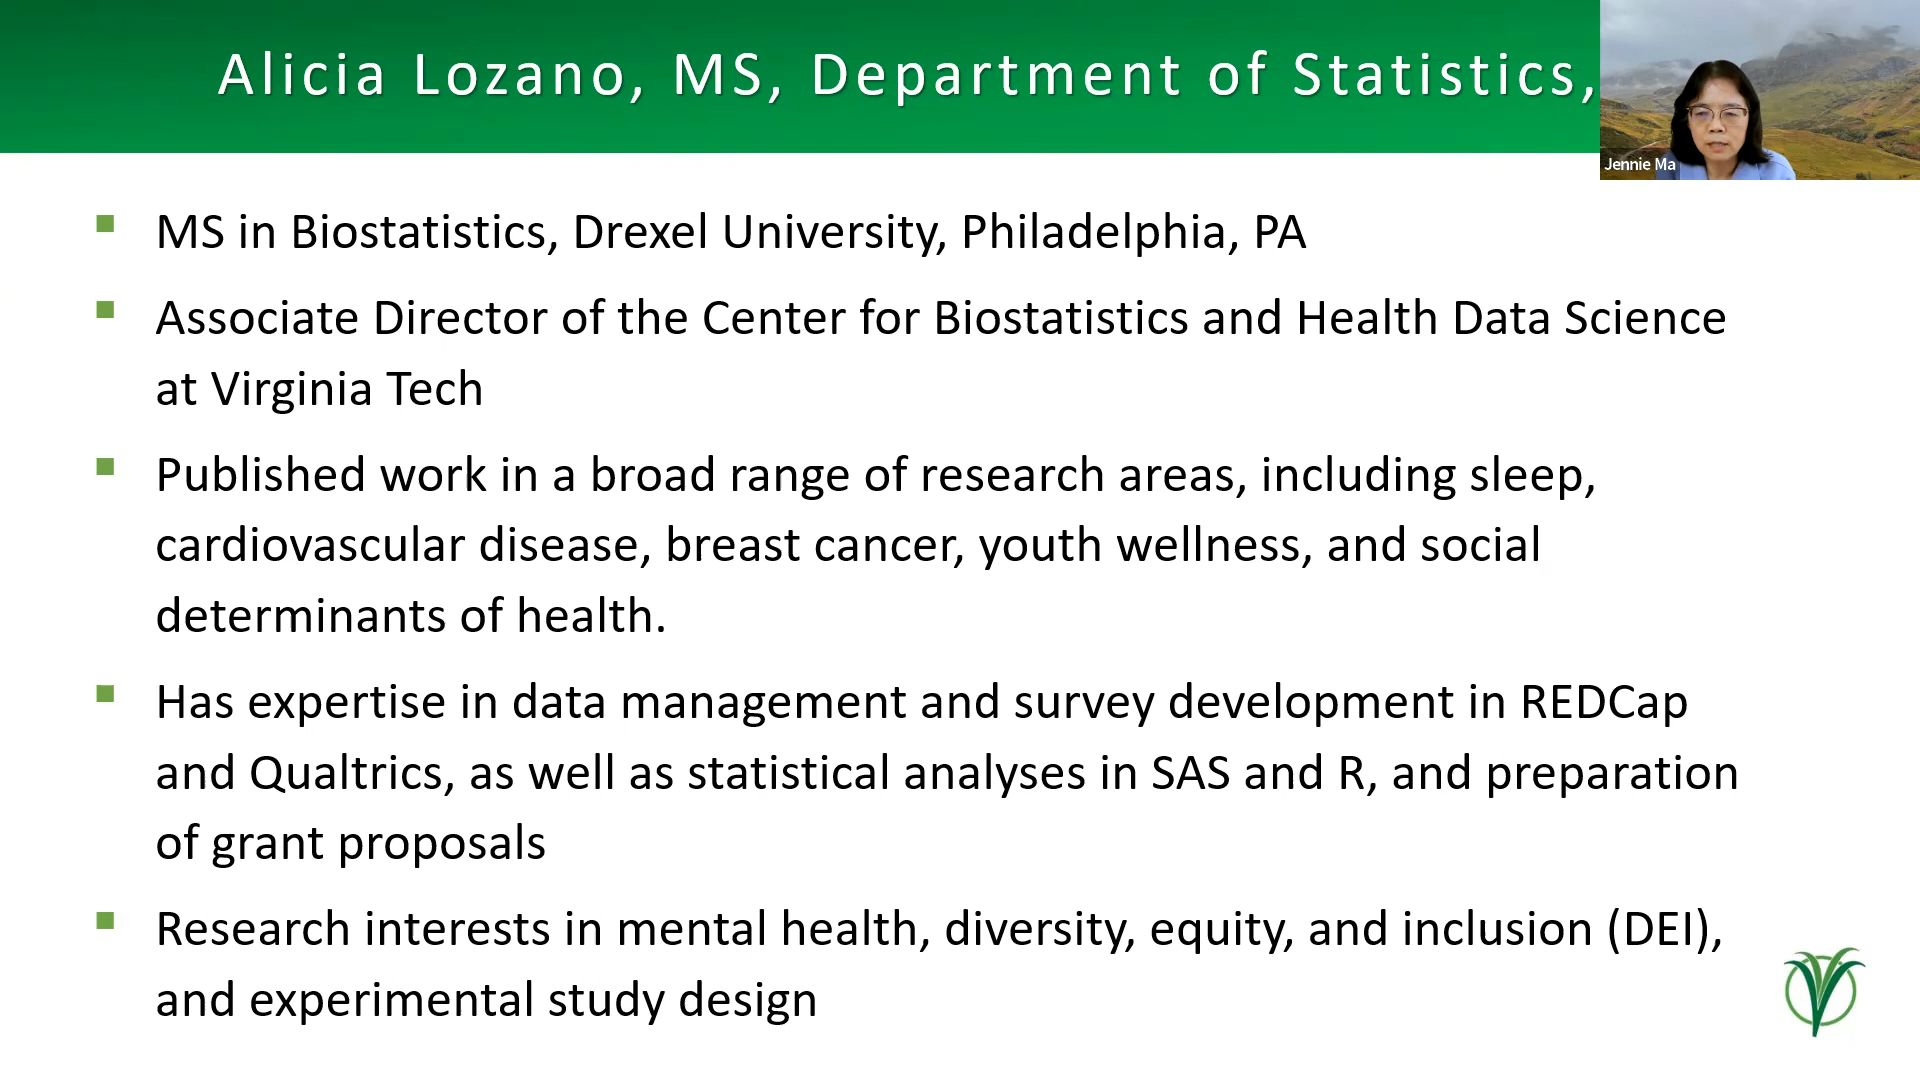 Alicia Lozano, MS, Department of Statistics,
Jennie Ma
MS in Biostatistics, Drexel University, Philadelphia, PA
Associate Director of the Center for Biostatistics and Health Data Science
at Virginia Tech
Published work in a broad range of research areas, including sleep,
cardiovascular disease, breast cancer, youth wellness, and social
determinants of health.
Has expertise in data management and survey development in REDCap
and Qualtrics, as well as statistical analyses in SAS and R, and preparation
of grant proposals
Research interests in mental health, diversity, equity, and inclusion (DEI),
and experimental study design